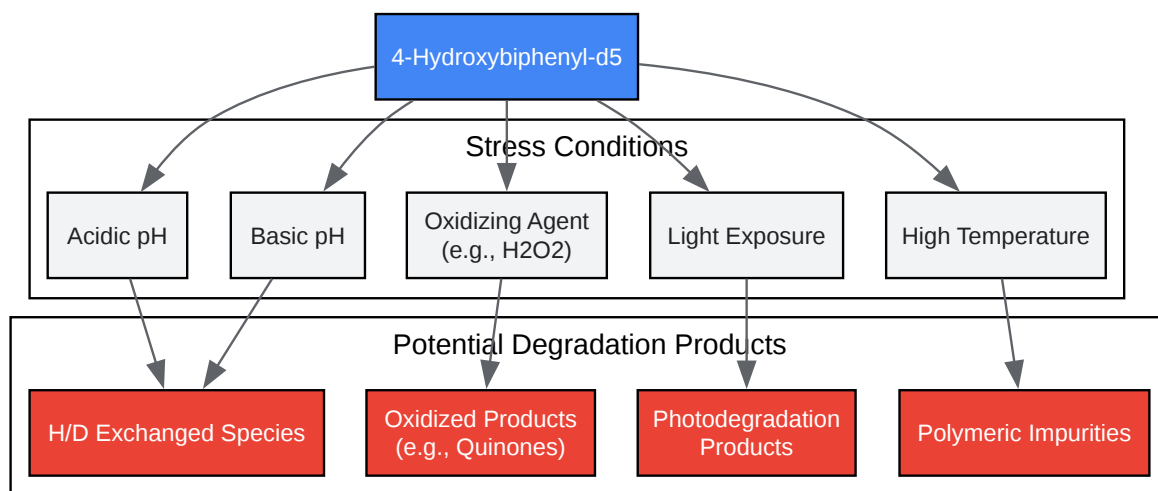 4-Hydroxybiphenyl-d5
Stress Conditions
Acidic pH
Basic pH
Oxidizing Agent
(e.g., H2O2)
Light Exposure
High Temperature
Potential Degradation Products
H/D Exchanged Species
Oxidized Products
(e.g., Quinones)
Photodegradation
Products
Polymeric Impurities